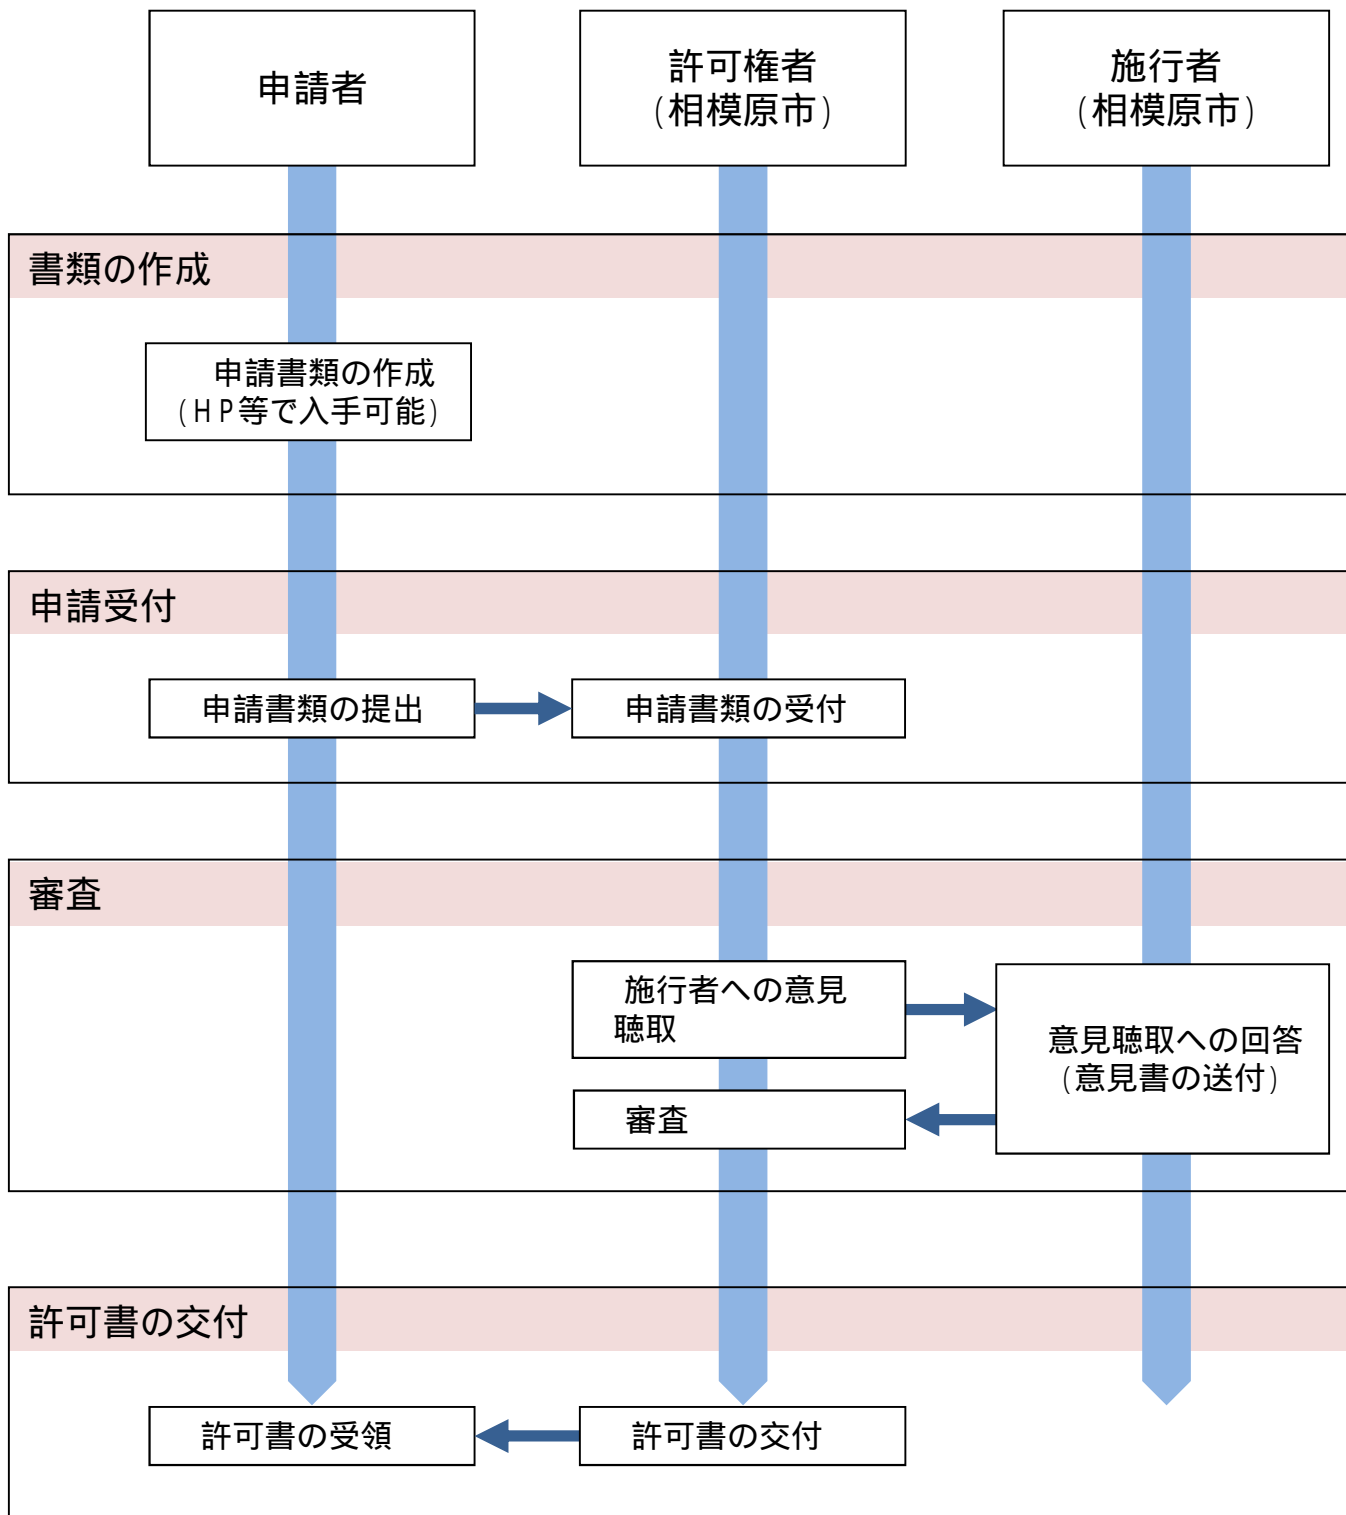 申請者
許可権者
(相模原市)
施行者
(相模原市)
書類の作成
申請書類の作成
(HP等で入手可能)
申請受付
申請書類の提出
申請書類の受付
審査
施行者への意見
聴取
意見聴取への回答
(意見書の送付)
審査
許可書の交付
許可書の受領
許可書の交付